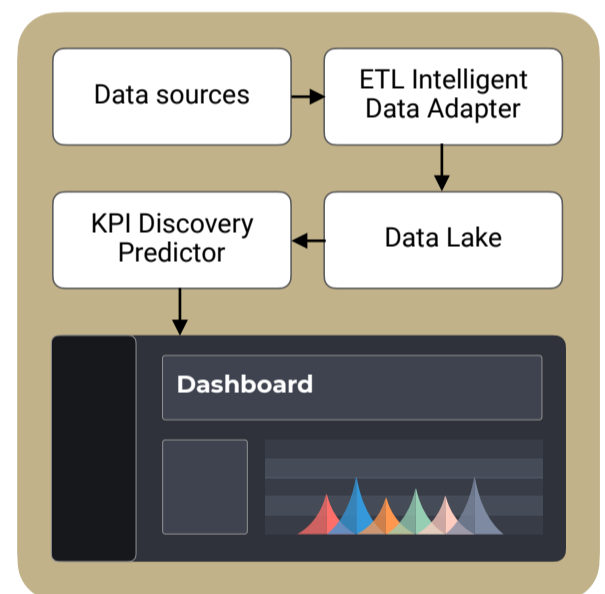 Data sources
ETL Intelligent
Data Adapter
KPI Discovery
Predictor
Data Lake
Dashboard